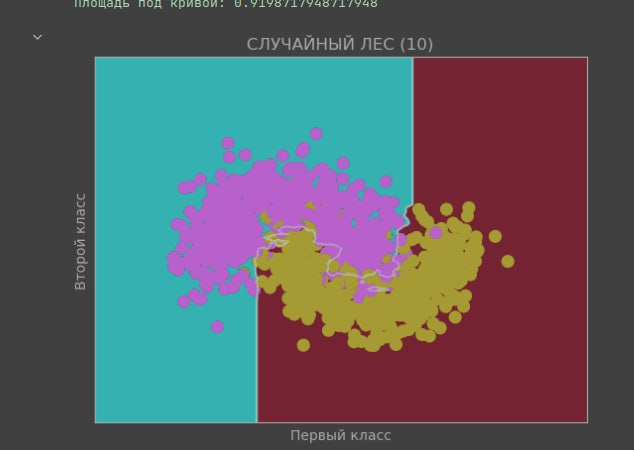 Площадь под кривой: 0.9198717948717948
СЛУЧАЙНЫЙ ЛЕС (10)
Второй класс
Первый класс